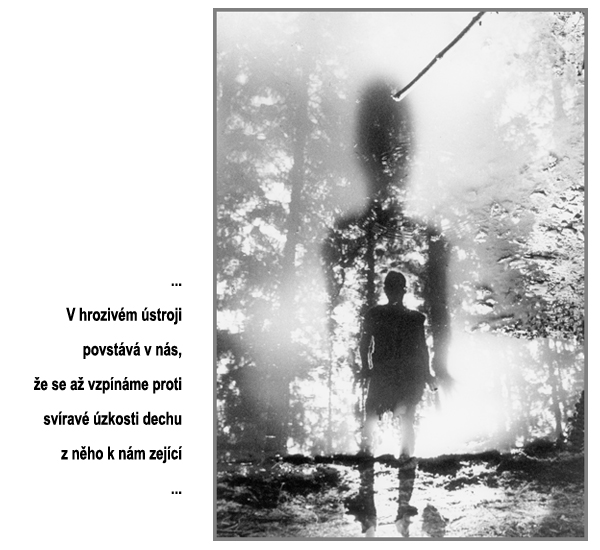 ...
V hrozivém ústroji
povstává v nás,
že se až vzpínáme proti
svíravé úzkosti dechu
z něho k nám zející
...